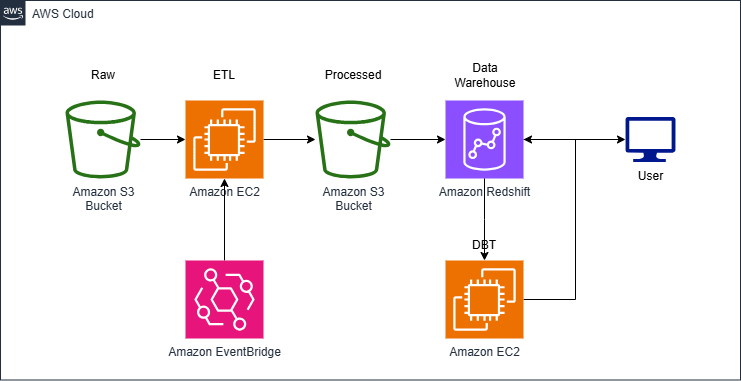 aws
AWS Cloud
Raw
ETL
Processed
Data
Warehouse
Amazon S3
Bucket
Amazon EC2
Amazon S3
Bucket
Amazon Redshift
User
DBT
Amazon EventBridge
Amazon EC2